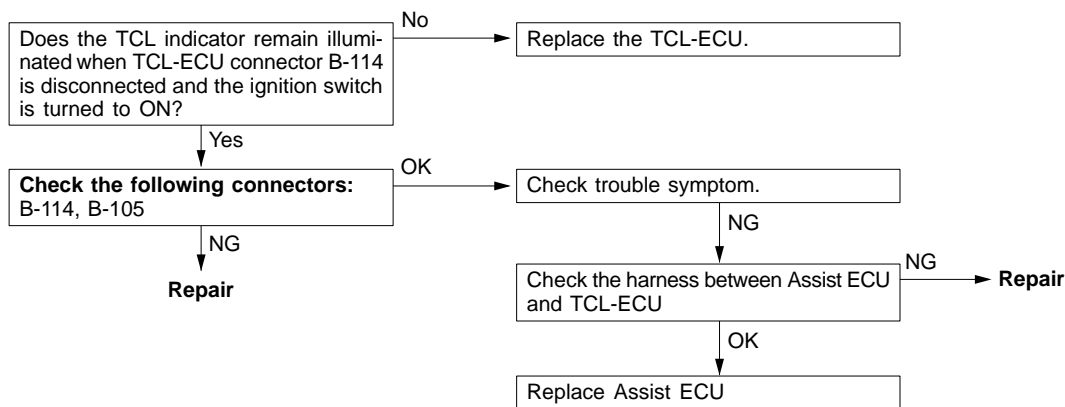 Does the TCL indicator remain illumi-
nated when TCL-ECU connector B-114
is disconnected and the ignition switch
is turned to ON?
No
Replace the TCL-ECU.
Yes
Check the following connectors:
B-114, B-105
OK
Check trouble symptom.
NG
Repair
NG
Check the harness between Assist ECU
and TCL-ECU
NG
Repair
OK
Replace Assist ECU